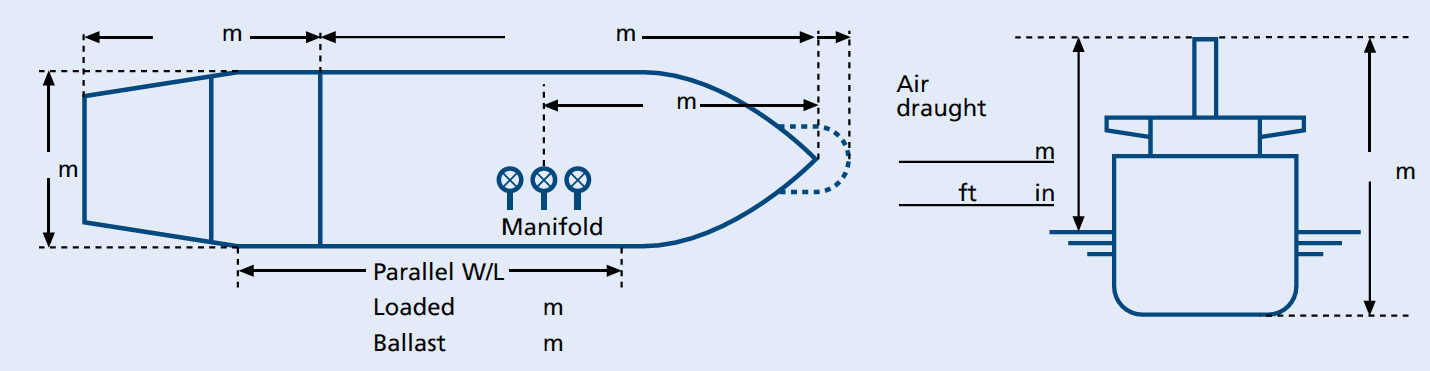 m
m
m
m
Manifold
Parallel W/L
Loaded m
Ballast m
Air
draught
m
ft in
m